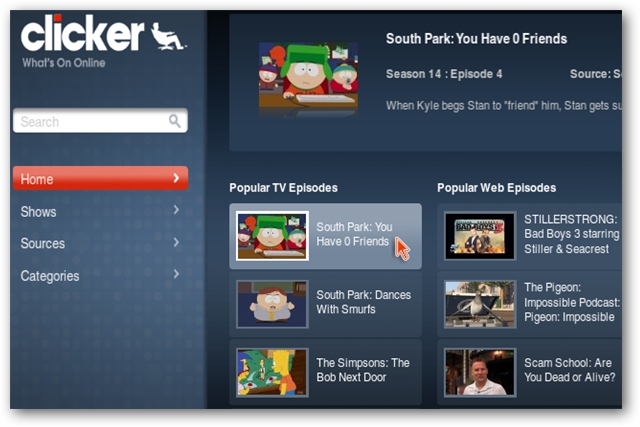 clicker
What's On Online
Search
Home
Shows
Sources
Categories
South Park: You Have 0 Friends
Season 14 : Episode 4 Source: S
When Kyle begs Stan to "friend" him, Stan gets su
Popular TV Episodes
South Park: You
Have 0 Friends
South Park: Dances
With Smurfs
The Simpsons: The
Bob Next Door
Popular Web Episodes
STILLERSTRONG:
Bad Boys 3 starring
Stiller & Seacrest
The Pigeon:
Impossible Podcast:
Pigeon: Impossible
Scam School: Are
You Dead or Alive?